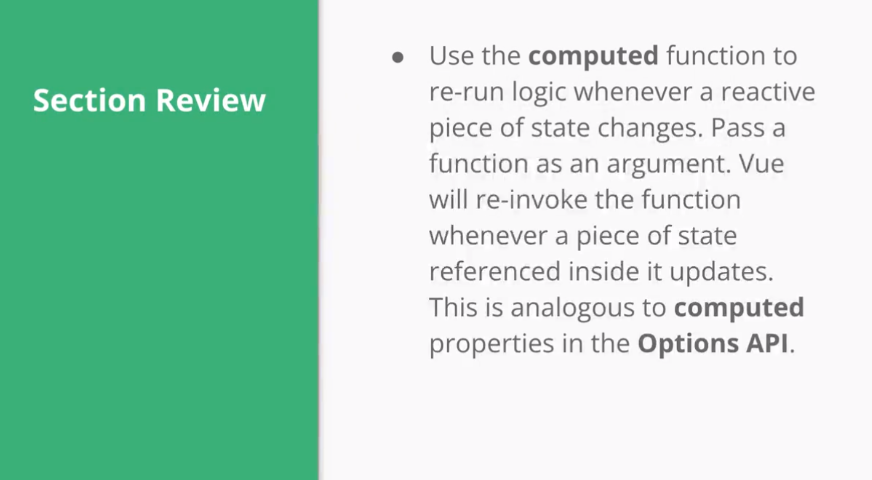 Section Review
● Use the computed function to
re-run logic whenever a reactive
piece of state changes. Pass a
function as an argument. Vue
will re-invoke the function
whenever a piece of state
referenced inside it updates.
This is analogous to computed
properties in the Options API.